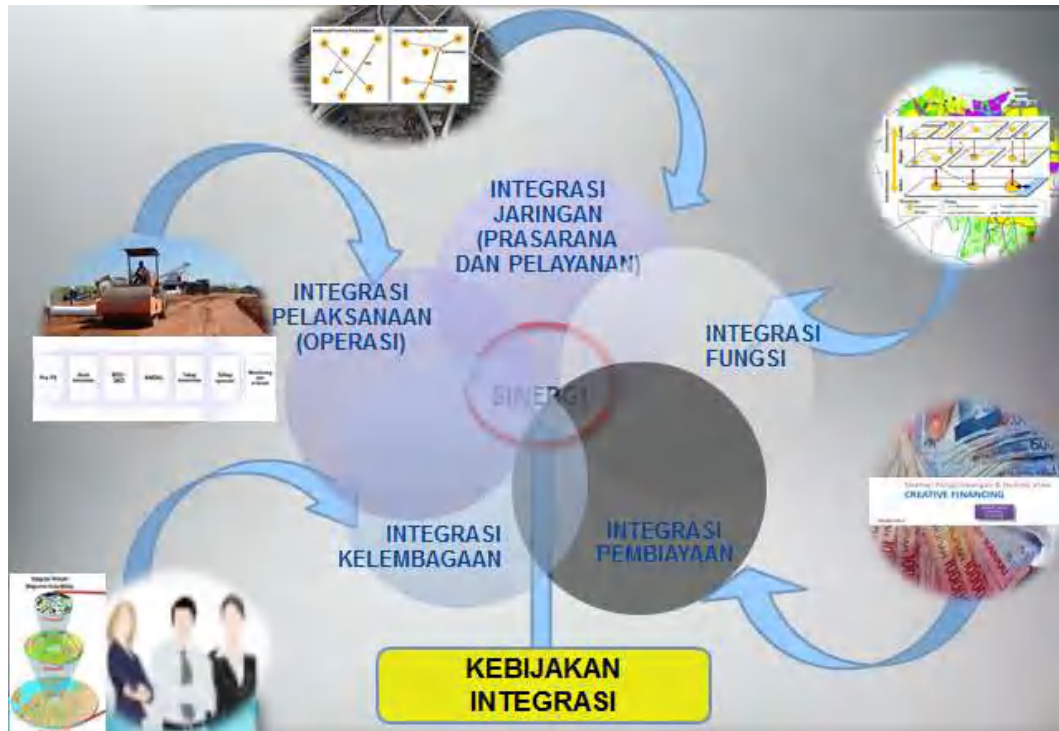 INTEGRASI
JARINGAN
(PRASARANA
DAN PELAYANAN)
INTEGRASI
PELAKSANAAN
(OPERASI)
INTEGRASI
FUNGSI
SINERGI
INTEGRASI
KELEMBAGAAN
INTEGRASI
PEMBIAYAAN
CREATIVE FINANCING
KEBIJAKAN
INTEGRASI